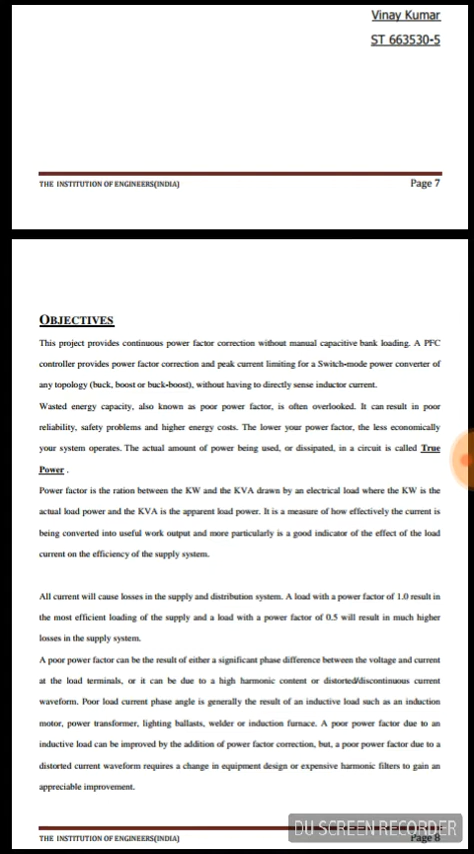 Vinay Kumar
ST 663530-5
THE INSTITUTION OF ENGINEERS(INDIA)
Page 7
OBJECTIVES
This project provides continuous power factor correction without manual capacitive bank loading. A PFC
controller provides power factor correction and peak current limiting for a Switch-mode power converter of
any topology (buck, boost or buck-boost), without having to directly sense inductor current.
Wasted energy capacity, also known as poor power factor, is often overlooked. It can result in poor
reliability, safety problems and higher energy costs. The lower your power factor, the less economically
your system operates. The actual amount of power being used, or dissipated, in a circuit is called True
Power .
Power factor is the ration between the KW and the KVA drawn by an electrical load where the KW is the
actual load power and the KVA is the apparent load power. It is a measure of how effectively the current is
being converted into useful work output and more particularly is a good indicator of the effect of the load
current on the efficiency of the supply system.
All current will cause losses in the supply and distribution system. A load with a power factor of 1.0 result in
the most efficient loading of the supply and a load with a power factor of 0.5 will result in much higher
losses in the supply system.
A poor power factor can be the result of either a significant phase difference between the voltage and current
at the load terminals, or it can be due to a high harmonic content or distorted/discontinuous current
waveform. Poor load current phase angle is generally the result of an inductive load such as an induction
motor, power transformer, lighting ballasts, welder or induction furnace. A poor power factor due to an
inductive load can be improved by the addition of power factor correction, but, a poor power factor due to a
distorted current waveform requires a change in equipment design or expensive harmonic filters to gain an
appreciable improvement.
DU SCREEN RECORDER
THE INSTITUTION OF ENGINEERS(INDIA)
Page 8